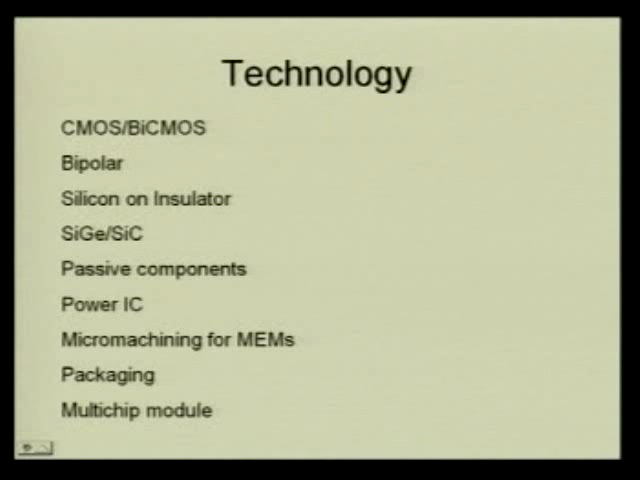 Technology
CMOS/BiCMOS
Bipolar
Silicon on Insulator
SiGe/SiC
Passive components
Power IC
Micromachining for MEMs
Packaging
Multichip module